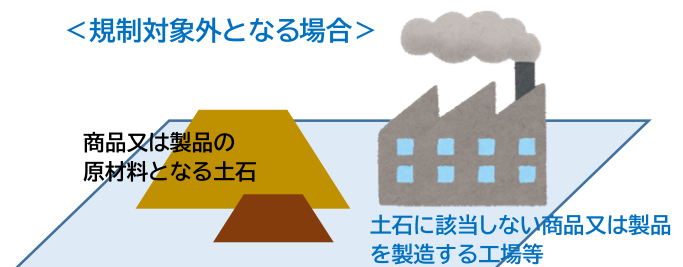 ＜規制対象外となる場合＞
商品又は製品の
原材料となる土石
土石に該当しない商品又は製品
を製造する工場等